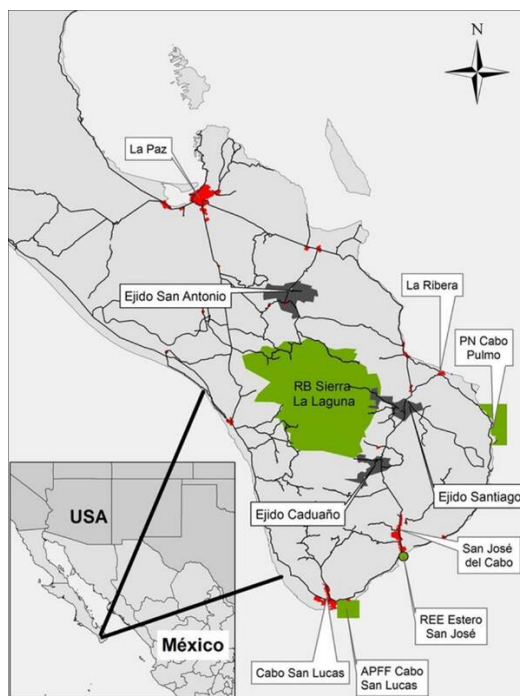 N
La Paz
Ejido San Antonio
La Ribera
PN Cabo
Pulmo
RB Sierra
La Laguna
Ejido Santiago
Ejido Caduaño
USA
San José
del Cabo
REE Estero
San José
México
Cabo San Lucas
APFF Cabo
San Lucas